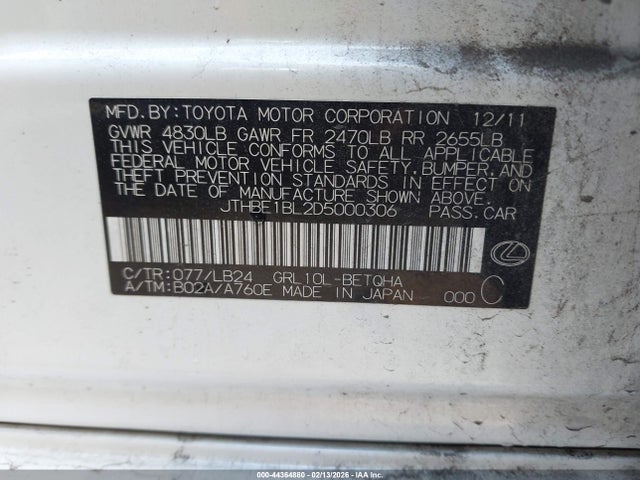 MFD.BY:TOYOTA MOTOR CORPORATION 12/11
GVWR 4830LB GAWR FR 2470LB RR 2655LB
THIS VEHICLE CONFORMS TO ALL APPLICABLE
FEDERAL MOTOR VEHICLE SAFETY,BUMPER,AND
THEFT PREVENTION STANDARDS IN EFFECT ON
THE DATE OF MANUFACTURE SHOWN ABOVE.
JTHBE1BL2D5000306 PASS.CAR
C/TR:077/LB24 GRL10L-BETQHA
A/TM:B02A/A760E MADE IN JAPAN 000 C
000-44364880 - 02/13/2026 - IAA Inc.